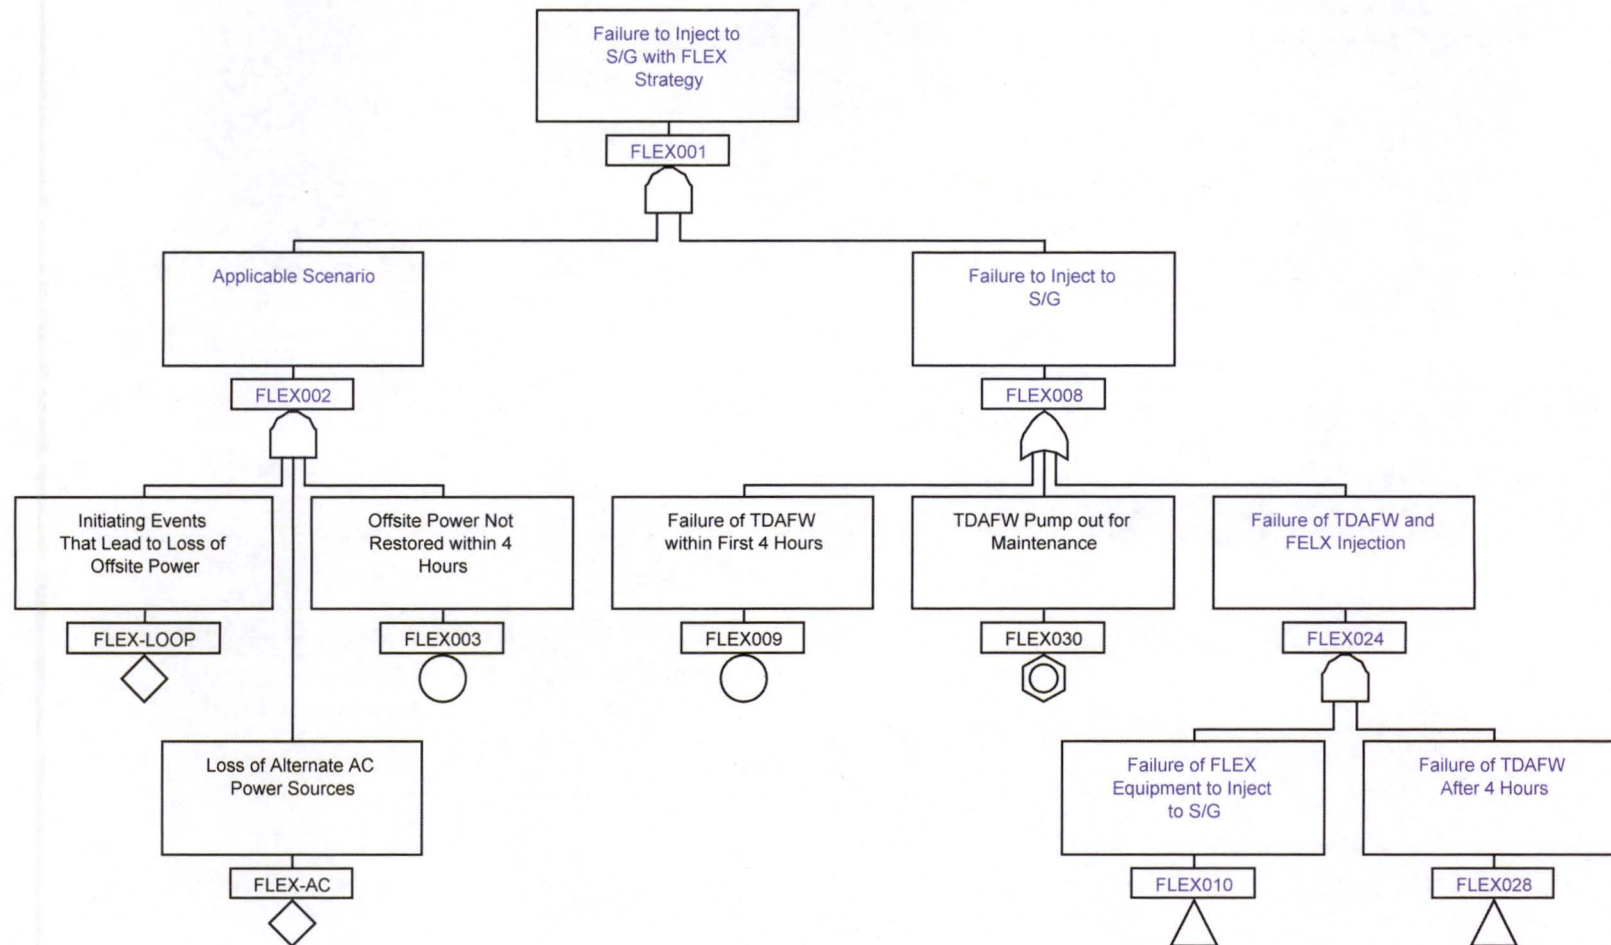 Failure to Inject to
S/G with FLEX
Strategy
FLEX001
Applicable Scenario
FLEX002
Failure to Inject to
S/G
FLEX008
Initiating Events
That Lead to Loss of
Offsite Power
FLEX-LOOP
Offsite Power Not
Restored within 4
Hours
FLEX003
Failure of TDAFW
within First 4 Hours
FLEX009
TDAFW Pump out for
Maintenance
FLEX030
Failure of TDAFW and
FELX Injection
FLEX024
Loss of Alternate AC
Power Sources
FLEX-AC
Failure of FLEX
Equipment to Inject
to S/G
FLEX010
Failure of TDAFW
After 4 Hours
FLEX028